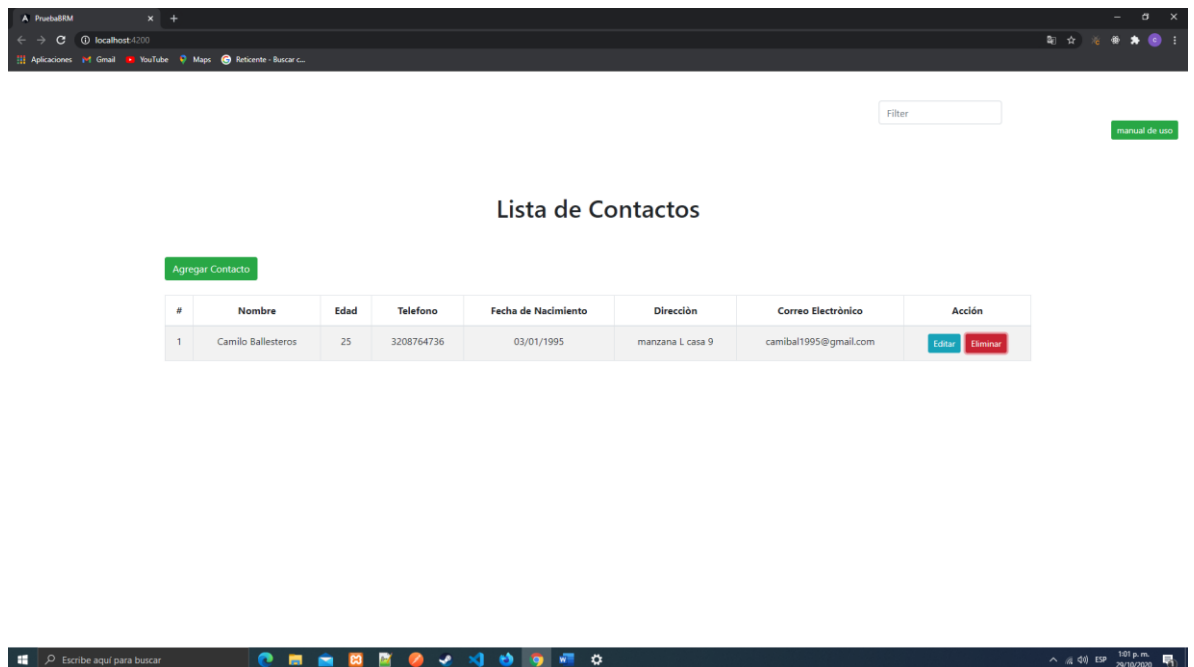 PruebaBRM
localhost:4200
Aplicaciones Gmail YouTube Maps Reticente - Buscar c...
Filter
manual de uso
Lista de Contactos
Agregar Contacto
# Nombre Edad Telefono Fecha de Nacimiento Direcciòn Correo Electrònico Acción
1 Camilo Ballesteros 25 3208764736 03/01/1995 manzana L casa 9 camibal1995@gmail.com Editar Eliminar
Escribe aquí para buscar
ESP
1:01 p. m.
29/10/2020